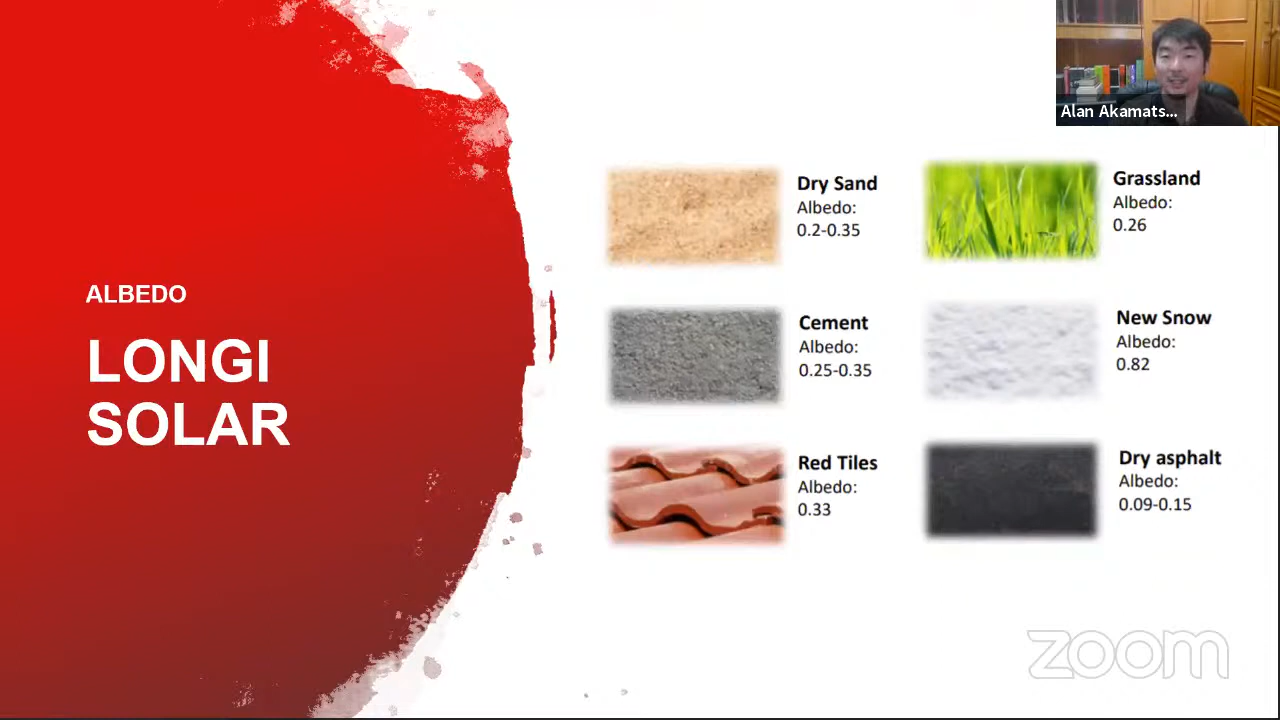 Alan Akamats...
ALBEDO
LONGI
SOLAR
Dry Sand
Albedo:
0.2-0.35
Grassland
Albedo:
0.26
Cement
Albedo:
0.25-0.35
New Snow
Albedo:
0.82
Red Tiles
Albedo:
0.33
Dry asphalt
Albedo:
0.09-0.15
zoom